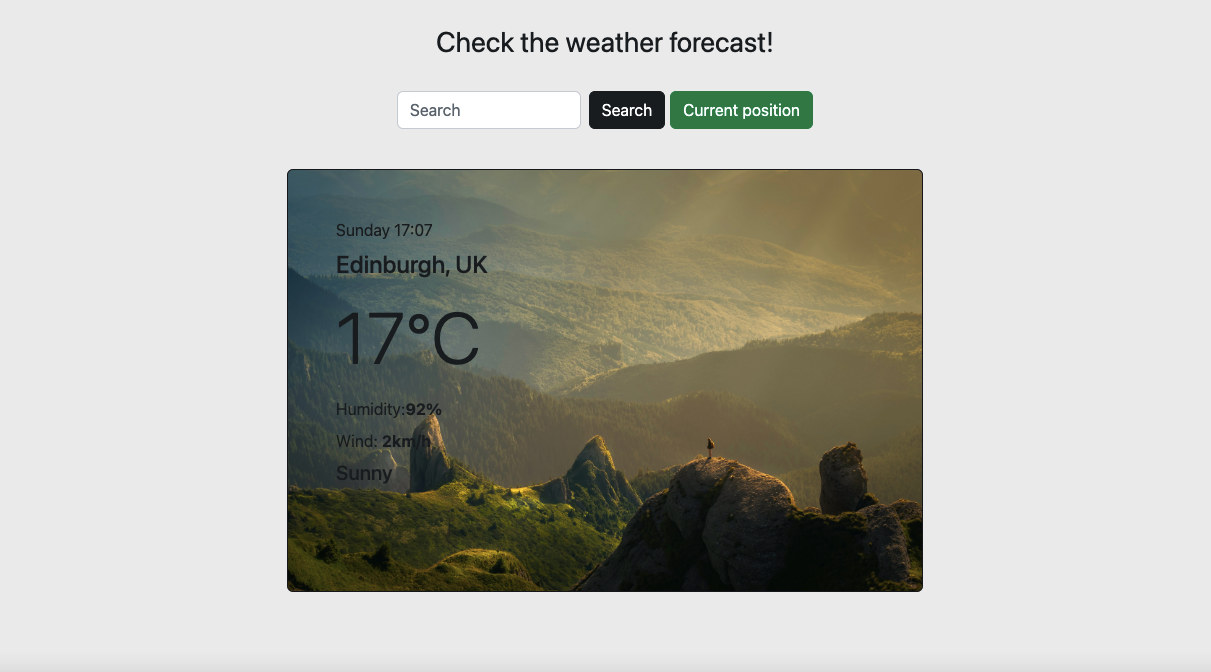 Check the weather forecast!
Search Search Current position
Sunday 17:07
Edinburgh, UK
17°C
Humidity:92%
Wind: 2km/h
Sunny